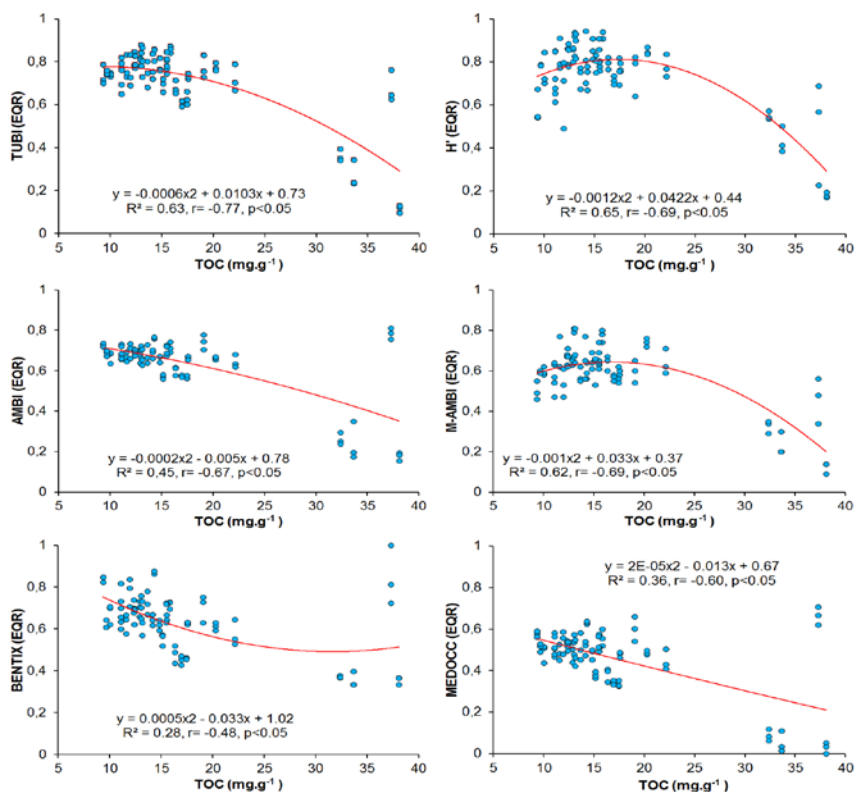 TUBI (EQR)
1
0,8
0,6
0,4
0,2
0
y = -0.0006x2 + 0.0103x + 0.73
R² = 0.63, r= -0.77, p<0.05
5 10 15 20 25 30 35 40
TOC (mg.g⁻¹ )
H' (EQR)
1
0,8
0,6
0,4
0,2
0
y = -0.0012x2 + 0.0422x + 0.44
R² = 0.65, r= -0.69, p<0.05
5 10 15 20 25 30 35 40
TOC (mg.g⁻¹ )
AMBI (EQR)
1
0,8
0,6
0,4
0,2
0
y = -0.0002x2 - 0.005x + 0.78
R² = 0,45, r= -0.67, p<0.05
5 10 15 20 25 30 35 40
TOC (mg.g⁻¹ )
M-AMBI (EQR)
1
0,8
0,6
0,4
0,2
0
y = -0.001x2 + 0.033x + 0.37
R² = 0.62, r= -0.69, p<0.05
5 10 15 20 25 30 35 40
TOC (mg.g⁻¹ )
BENTIX (EQR)
1
0,8
0,6
0,4
0,2
0
y = 0.0005x2 - 0.033x + 1.02
R² = 0.28, r= -0.48, p<0.05
5 10 15 20 25 30 35 40
TOC (mg.g⁻¹ )
MEDOCC (EQR)
1
0,8
0,6
0,4
0,2
0
y = 2E-05x2 - 0.013x + 0.67
R² = 0.36, r= -0.60, p<0.05
5 10 15 20 25 30 35 40
TOC (mg.g⁻¹ )